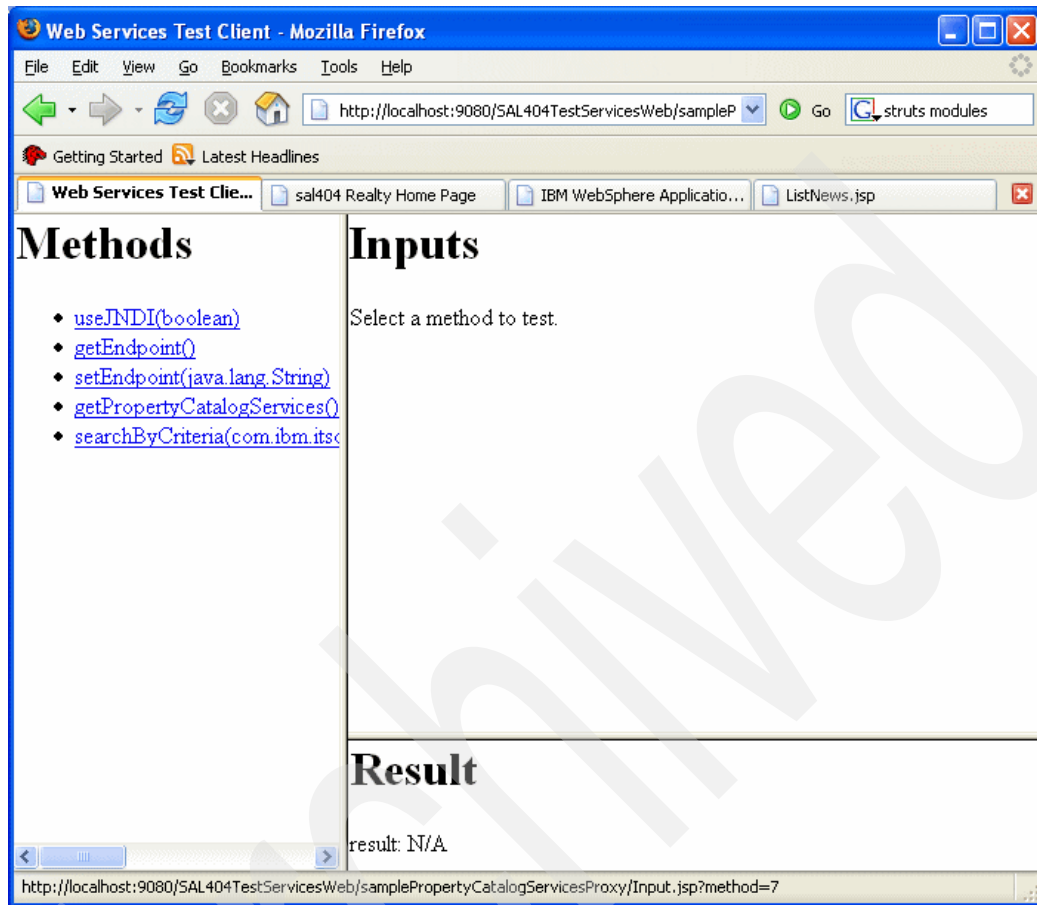 Web Services Test Client - Mozilla Firefox
File Edit View Go Bookmarks Tools Help
http://localhost:9080/SAL404TestServicesWeb/sampleP Go G struts modules
Getting Started Latest Headlines
Web Services Test Clie... sal404 Realty Home Page IBM WebSphere Applicatio... ListNews.jsp
Methods
useJNDI(boolean)
getEndpoint()
setEndpoint(java.lang.String)
getPropertyCatalogServices()
searchByCriteria(com.ibm.itso
Inputs
Select a method to test.
Result
result: N/A
http://localhost:9080/SAL404TestServicesWeb/samplePropertyCatalogServicesProxy/Input.jsp?method=7